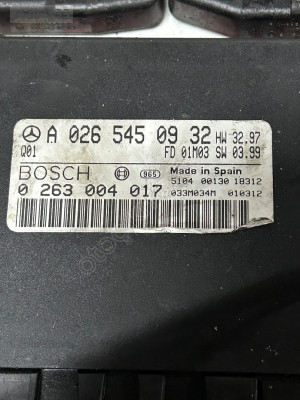 A 026 545 09 32 HW 32.97
Q01 FD 01M03 SW 03.99
BOSCH 965 Made in Spain
5104 00130 18312
0 263 004 017 033M034M 010312